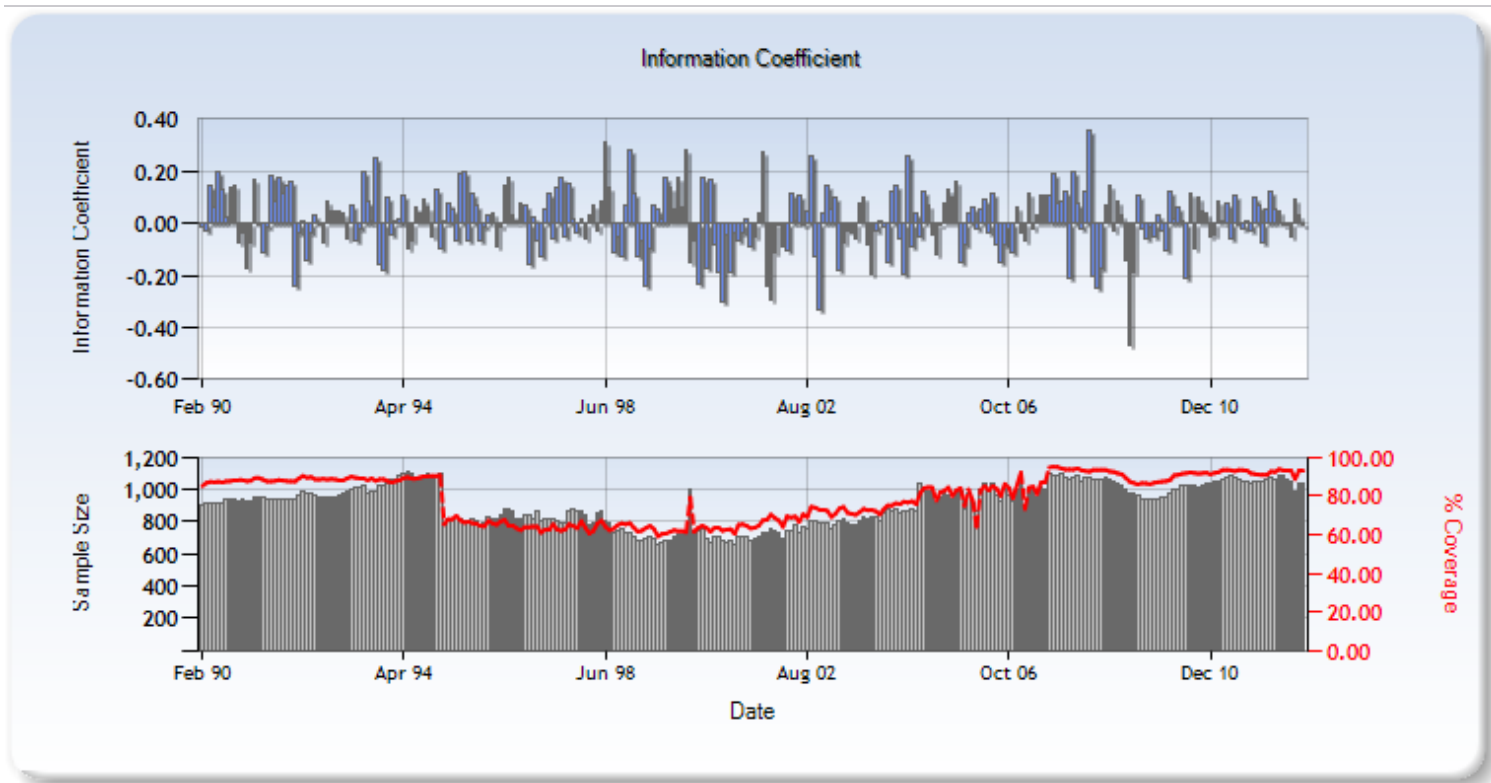 Information Coefficient
Information Coefficient
0.40
0.20
0.00
-0.20
-0.40
-0.60
Feb 90 Apr 94 Jun 98 Aug 02 Oct 06 Dec 10
Sample Size
1,200
1,000
800
600
400
200
100.00
80.00
60.00
40.00
20.00
0.00
% Coverage
Feb 90 Apr 94 Jun 98 Aug 02 Oct 06 Dec 10
Date